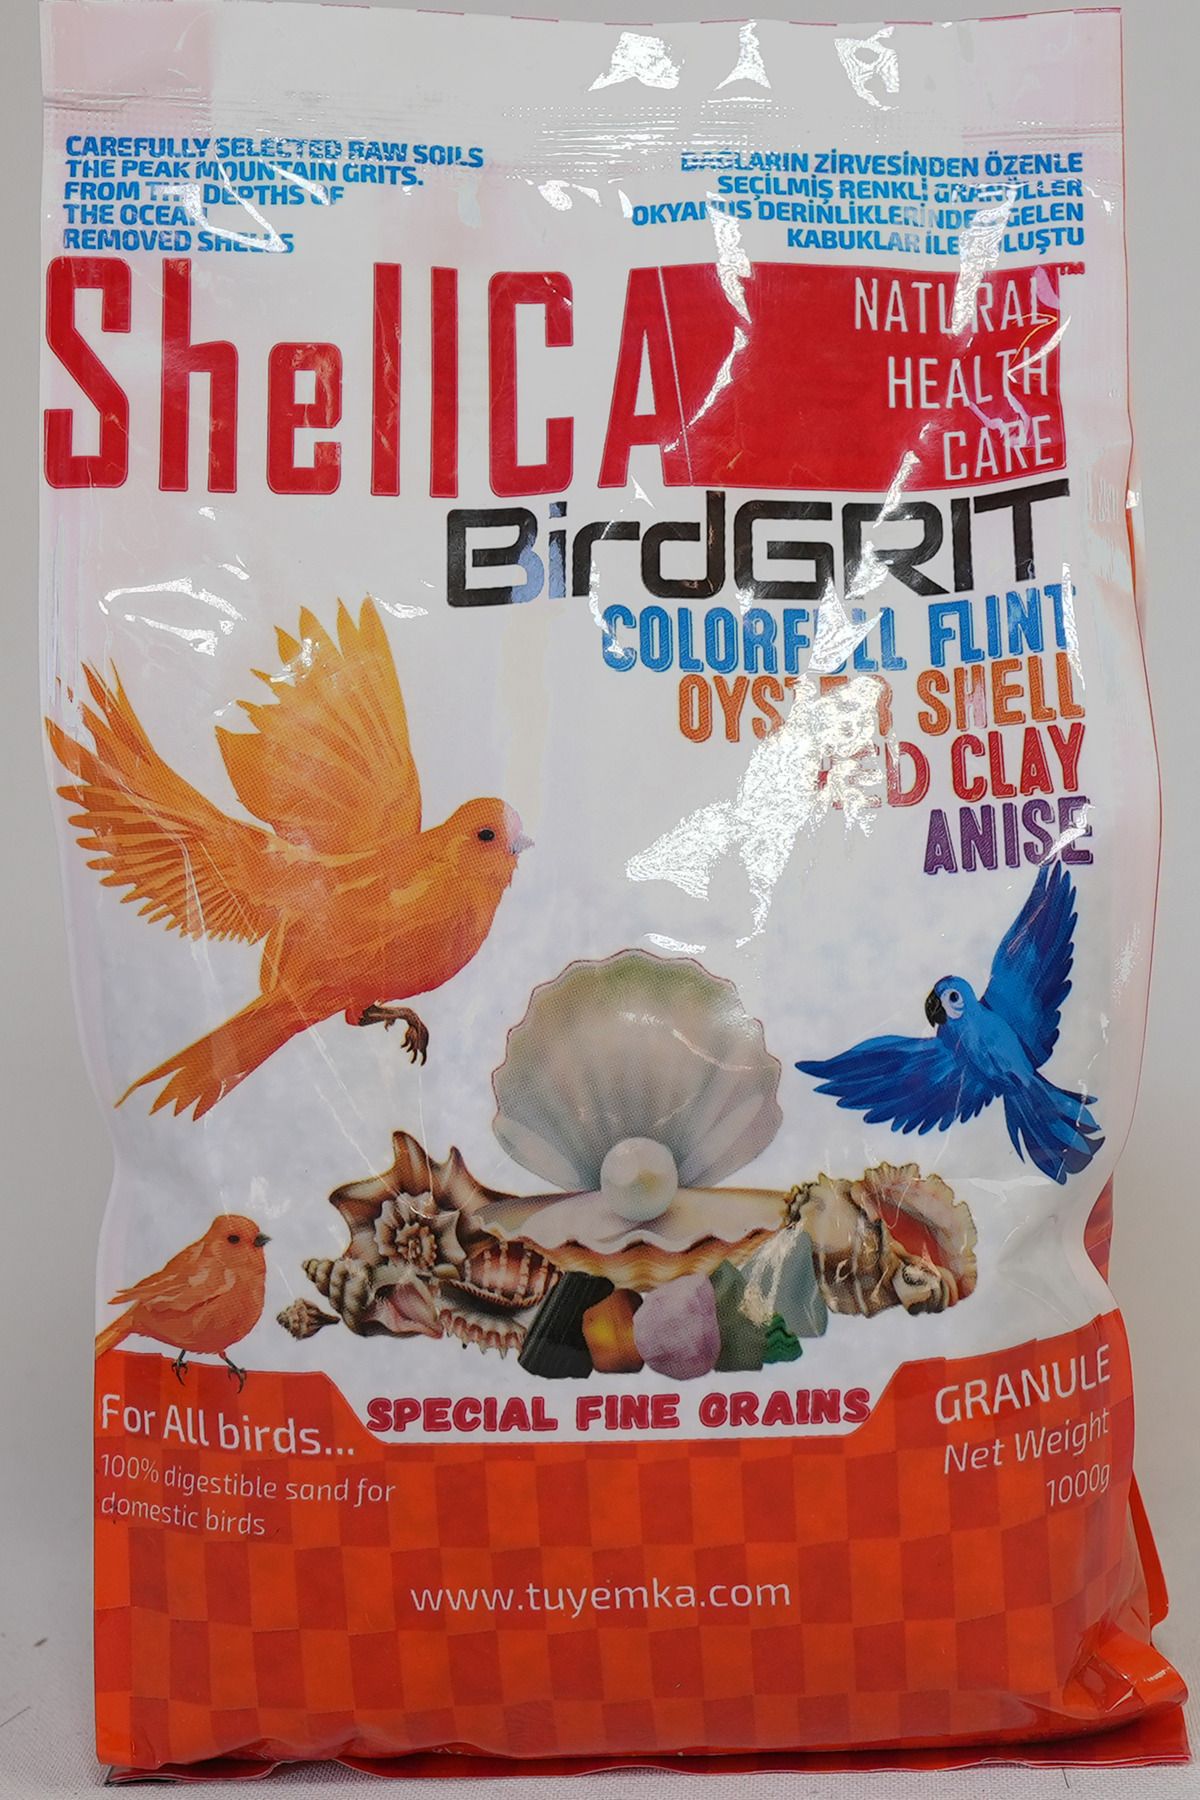 CAREFULLY SELECTED RAW SOILS
THE PEAK MOUNTAIN GRITS.
FROM THE DEPTHS OF
THE OCEAN
REMOVED SHELLS
DAĞLARIN ZİRVESİNDEN ÖZENLE
SEÇİLMİŞ RENKLİ GRANÜLLER
OKYANUS DERİNLİKLERİNDEN GELEN
KABUKLAR İLE OLUŞTU
ShellCA
NATURAL
HEALTH
CARE
TM
BirdGRIT
COLORFULL FLINT
OYSTER SHELL
RED CLAY
ANISE
SPECIAL FINE GRAINS
For All birds...
100% digestible sand for
domestic birds
GRANULE
Net Weight
1000g
www.tuyemka.com